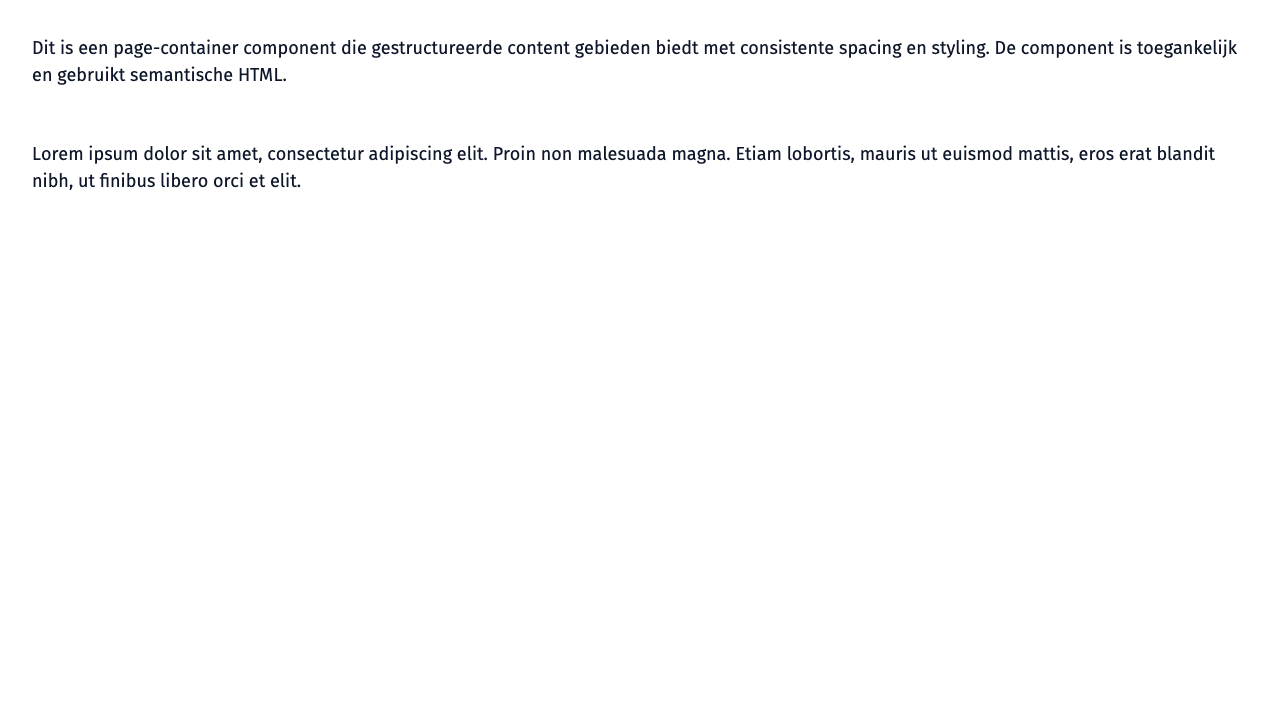 Dit is een page-container component die gestructureerde content gebieden biedt met consistente spacing en styling. De component is toegankelijk
en gebruikt semantische HTML.
Lorem ipsum dolor sit amet, consectetur adipiscing elit. Proin non malesuada magna. Etiam lobortis, mauris ut euismod mattis, eros erat blandit
nibh, ut finibus libero orci et elit.